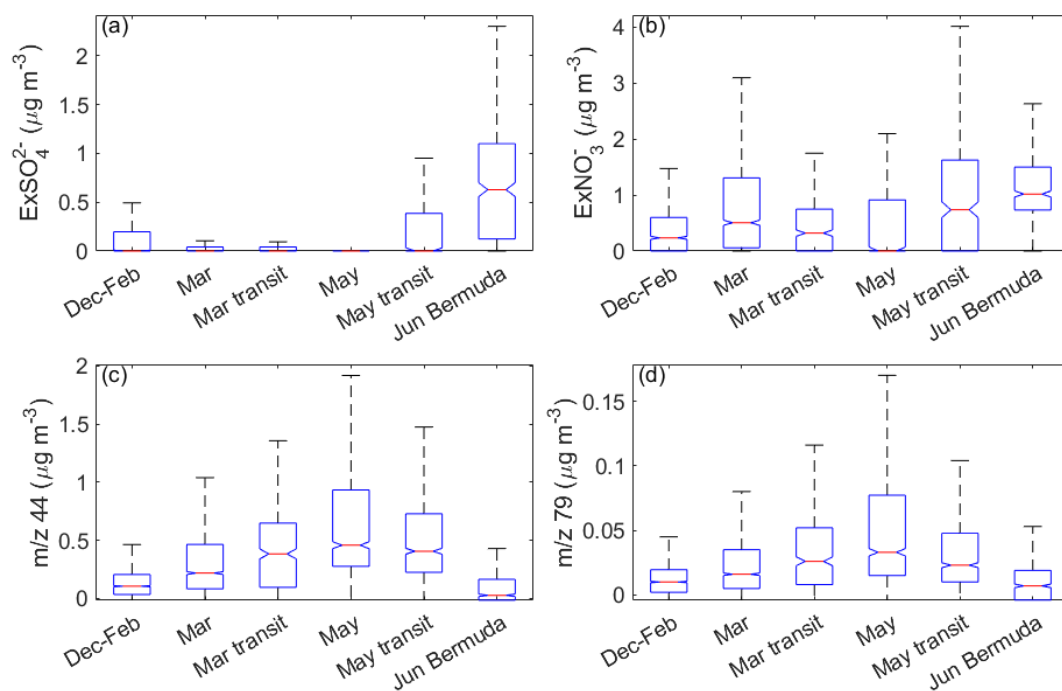 (a)
ExSO₄²⁻ (μg m⁻³)
2
1.5
1
0.5
0
Dec-Feb
Mar
Mar transit
May
May transit
Jun Bermuda
(b)
ExNO₃⁻ (μg m⁻³)
4
3
2
1
0
Dec-Feb
Mar
Mar transit
May
May transit
Jun Bermuda
(c)
m/z 44 (μg m⁻³)
2
1.5
1
0.5
0
Dec-Feb
Mar
Mar transit
May
May transit
Jun Bermuda
(d)
m/z 79 (μg m⁻³)
0.15
0.1
0.05
0
Dec-Feb
Mar
Mar transit
May
May transit
Jun Bermuda